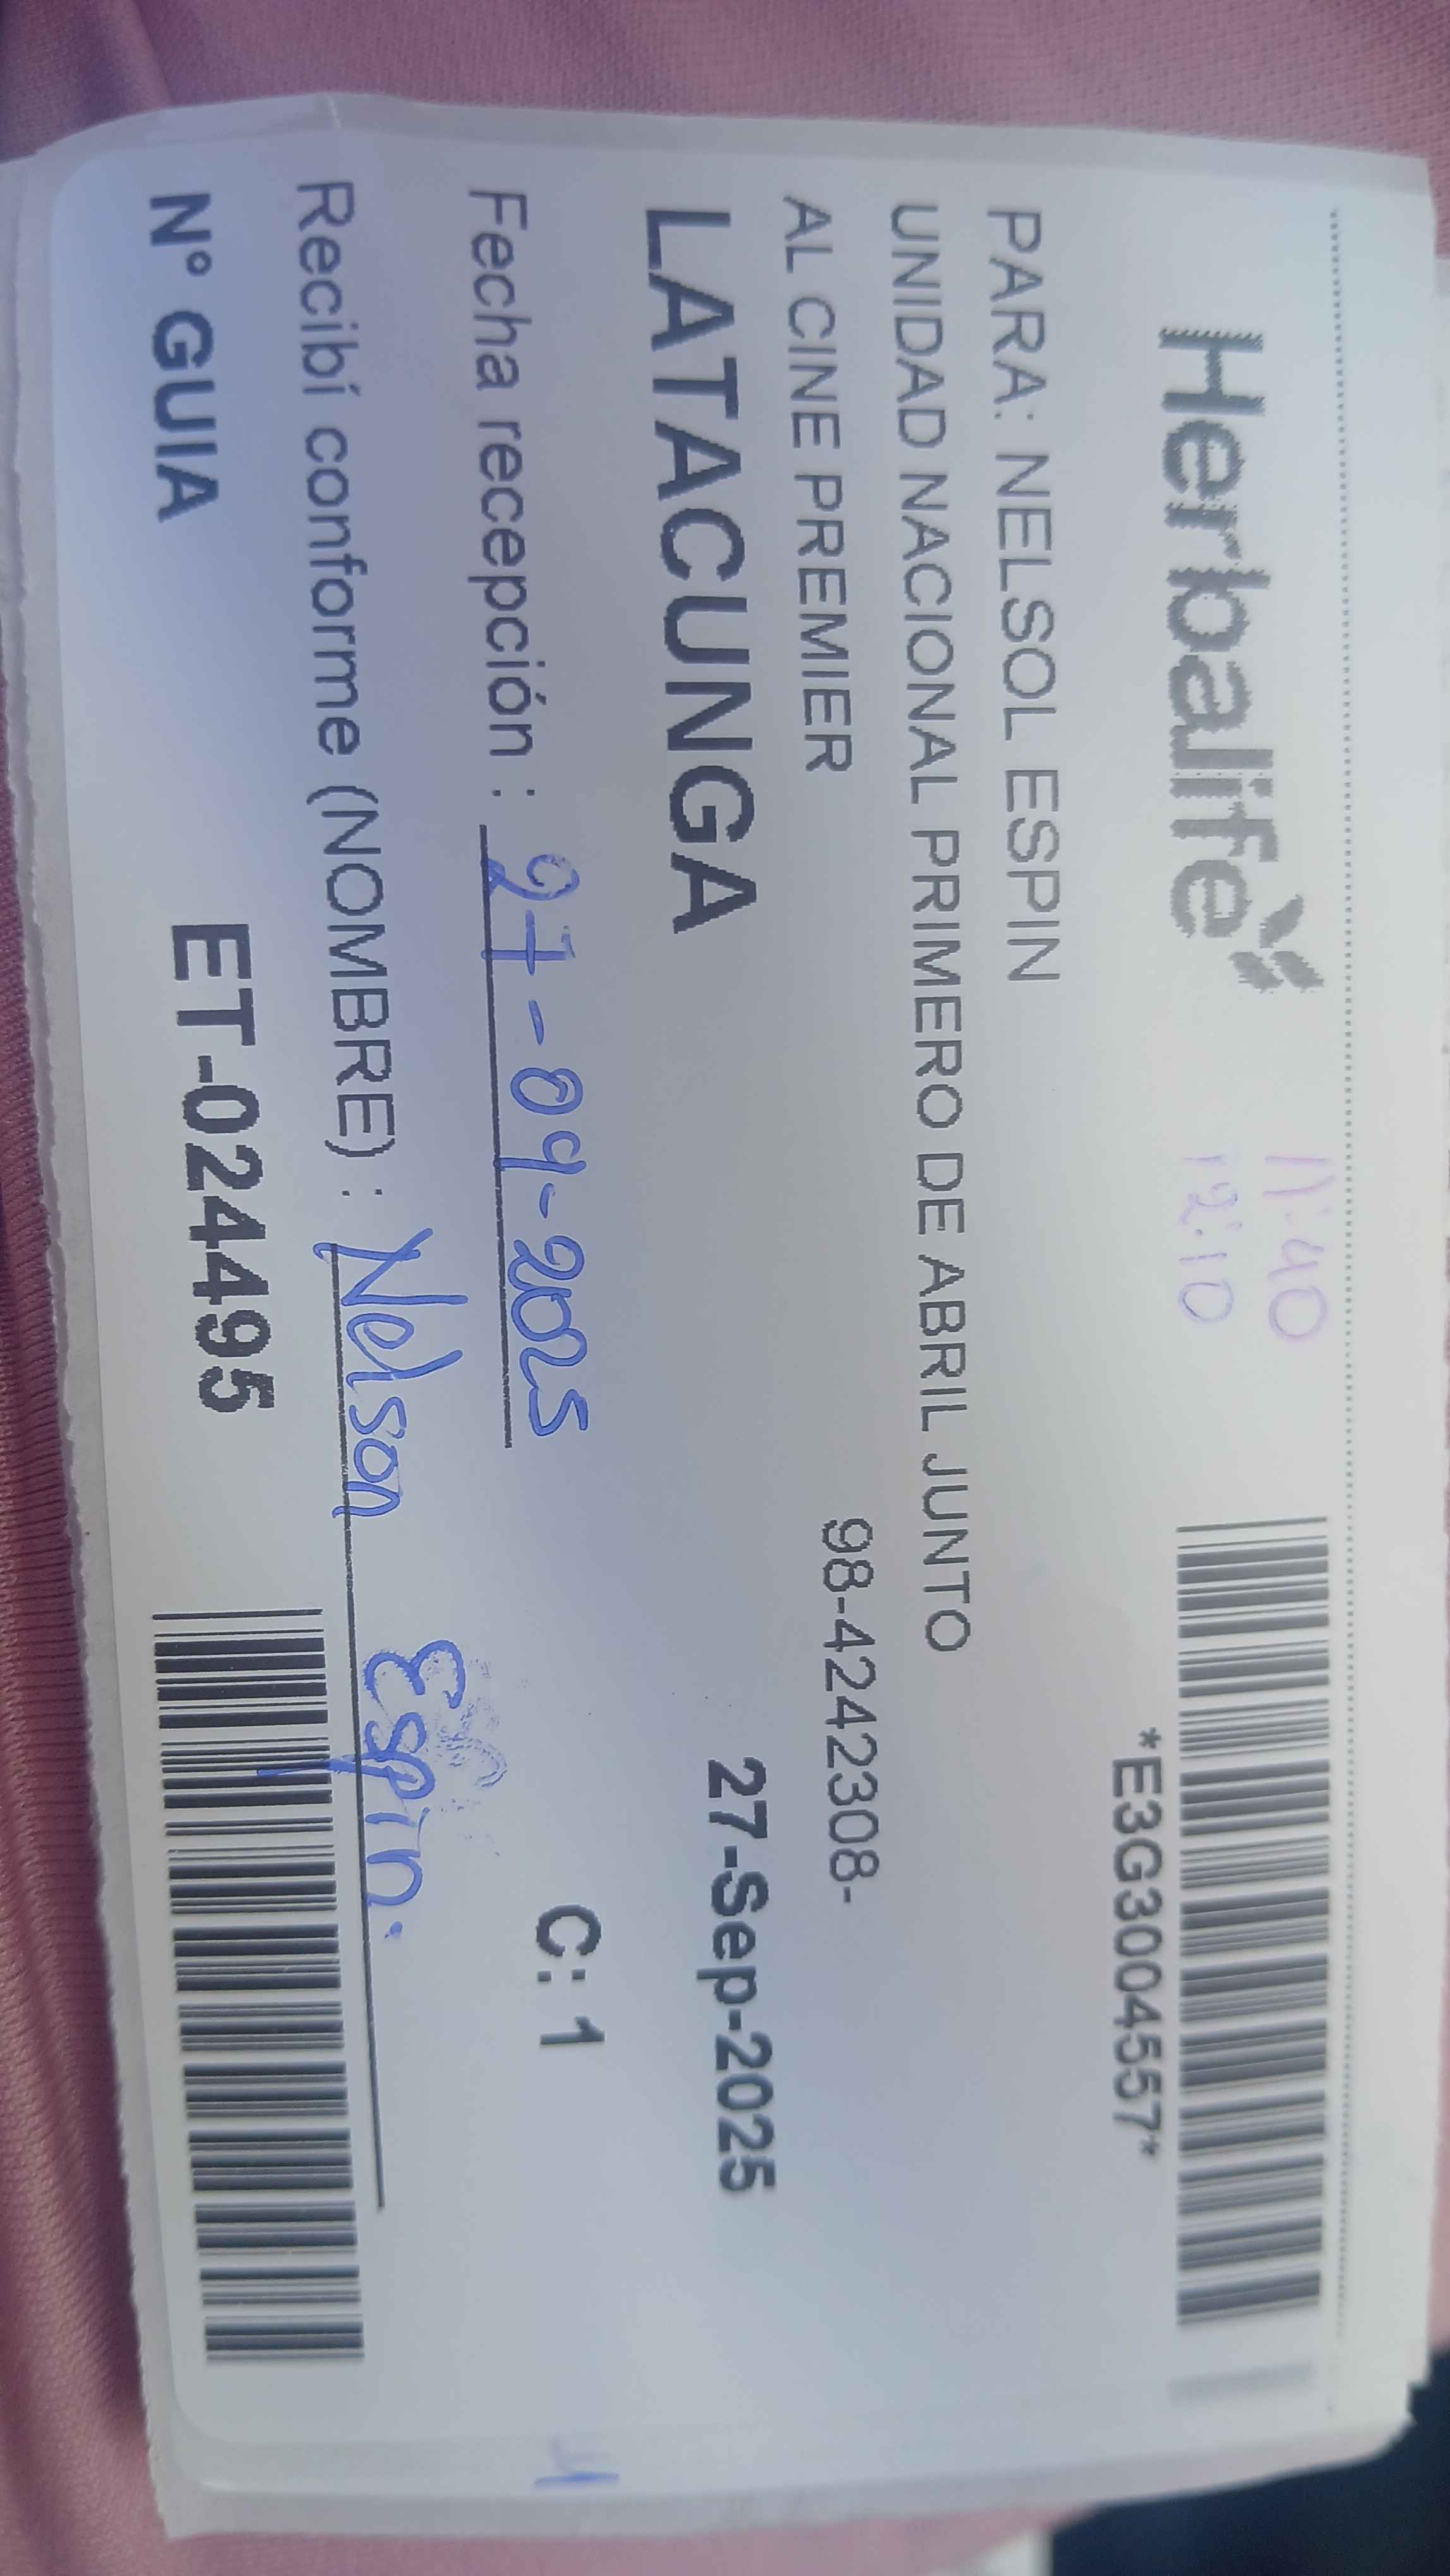 Herbalife
11:40
12:10
*E3G3004557*
PARA: NELSOL ESPIN
UNIDAD NACIONAL PRIMERO DE ABRIL JUNTO
AL CINE PREMIER
98-4242308-
LATACUNGA
27-Sep-2025
Fecha recepción : 27-09-2025
C: 1
Recibí conforme (NOMBRE) : Nelson Espin.
N° GUIA ET-024495